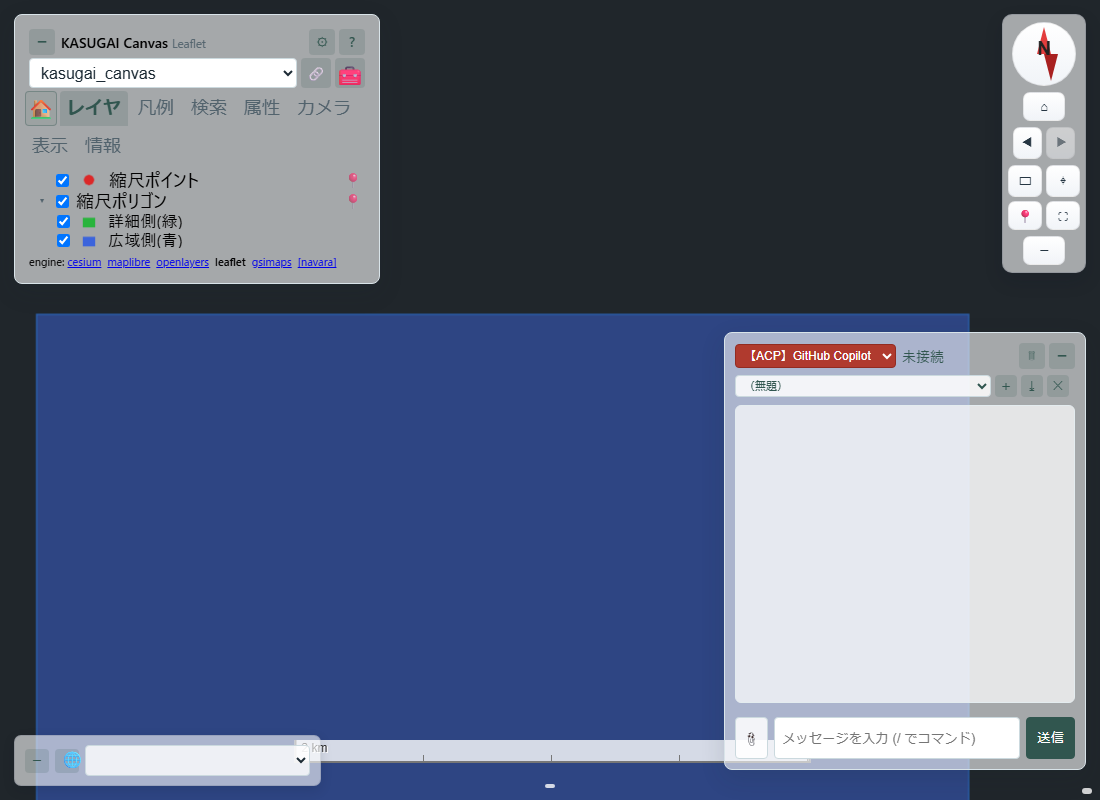 KASUGAI Canvas Leaflet
?
kasugai_canvas
レイヤ 凡例 検索 属性 カメラ
表示 情報
縮尺ポイント
縮尺ポリゴン
詳細側(緑)
広域側(青)
engine: cesium maplibre openlayers leaflet gsimaps [navara]
N
【ACP】GitHub Copilot 未接続
（無題）
メッセージを入力 (/ でコマンド) 送信
2 km